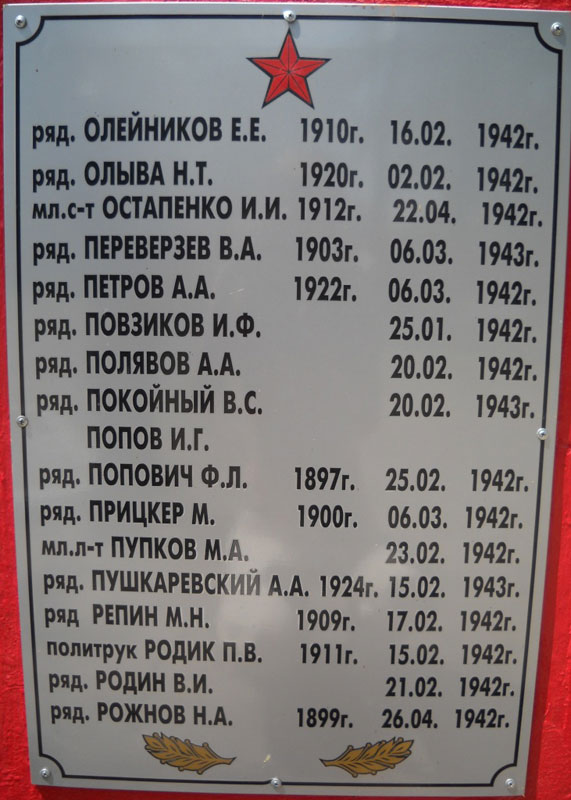 ряд. ОЛЕЙНИКОВ Е.Е. 1910г. 16.02. 1942г.
ряд. ОЛЫВА Н.Т. 1920г. 02.02. 1942г.
мл.с-т ОСТАПЕНКО И.И. 1912г. 22.04. 1942г.
ряд. ПЕРЕВЕРЗЕВ В.А. 1903г. 06.03. 1943г.
ряд. ПЕТРОВ А.А. 1922г. 06.03. 1942г.
ряд. ПОВЗИКОВ И.Ф. 25.01. 1942г.
ряд. ПОЛЯВОВ А.А. 20.02. 1942г.
ряд. ПОКОЙНЫЙ В.С. 20.02. 1943г.
ПОПОВ И.Г.
ряд. ПОПОВИЧ Ф.Л. 1897г. 25.02. 1942г.
ряд. ПРИЦКЕР М. 1900г. 06.03. 1942г.
мл.л-т ПУПКОВ М.А. 23.02. 1942г.
ряд. ПУШКАРЕВСКИЙ А.А. 1924г. 15.02. 1943г.
ряд РЕПИН М.Н. 1909г. 17.02. 1942г.
политрук РОДИК П.В. 1911г. 15.02. 1942г.
ряд. РОДИН В.И. 21.02. 1942г.
ряд. РОЖНОВ Н.А. 1899г. 26.04. 1942г.